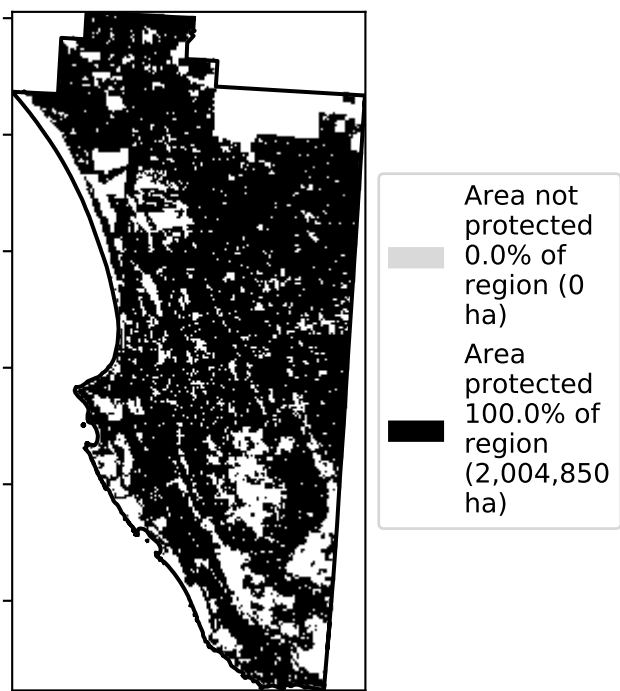 Area not
protected
0.0% of
region (0
ha)
Area
protected
100.0% of
region
(2,004,850
ha)